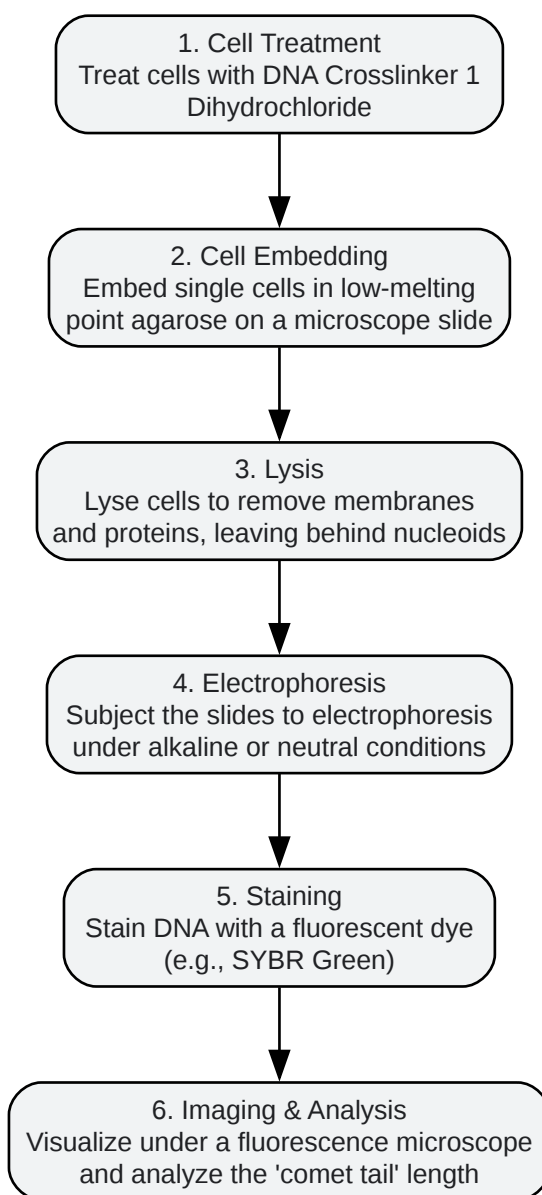 1. Cell Treatment
Treat cells with DNA Crosslinker 1
Dihydrochloride
2. Cell Embedding
Embed single cells in low-melting
point agarose on a microscope slide
3. Lysis
Lyse cells to remove membranes
and proteins, leaving behind nucleoids
4. Electrophoresis
Subject the slides to electrophoresis
under alkaline or neutral conditions
5. Staining
Stain DNA with a fluorescent dye
(e.g., SYBR Green)
6. Imaging & Analysis
Visualize under a fluorescence microscope
and analyze the 'comet tail' length